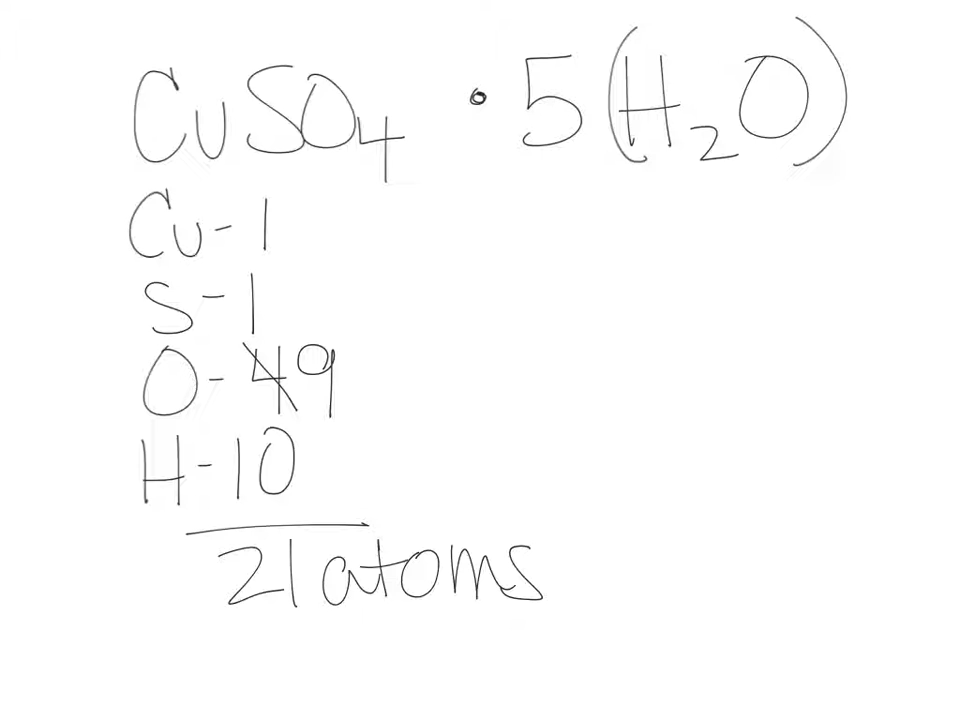 CuSO₄ • 5(H₂O)
Cu-1
S-1
O-49
H-10
21 atoms